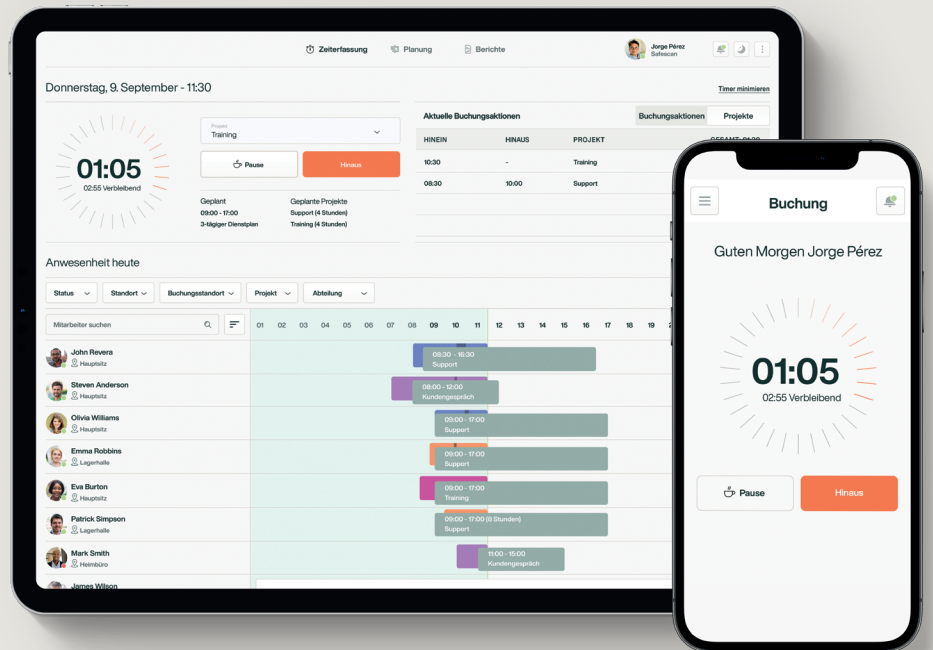 Zeiterfassung
Planung
Berichte
Jorge Pérez
Safescan
Donnerstag, 9. September - 11:30
Timer minimieren
01:05
02:55 Verbleibend
Projekt
Training
Pause
Hinaus
Geplant
09:00 - 17:00
3-tägiger Dienstplan
Geplante Projekte
Support (4 Stunden)
Training (4 Stunden)
Aktuelle Buchungsaktionen
Buchungsaktionen
Projekte
HINEIN HINAUS PROJEKT
10:30 - Training
08:30 10:00 Support
Anwesenheit heute
Status
Standort
Buchungsstandort
Projekt
Abteilung
Mitarbeiter suchen
01 02 03 04 05 06 07 08 09 10 11 12 13 14 15 16 17 18 19
John Revera
Hauptsitz
08:30 - 16:30
Support
Steven Anderson
Hauptsitz
08:00 - 12:00
Kundengespräch
Olivia Williams
Hauptsitz
09:00 - 17:00
Support
Emma Robbins
Lagerhalle
09:00 - 17:00
Support
Eva Burton
Hauptsitz
09:00 - 17:00
Training
Patrick Simpson
Lagerhalle
09:00 - 17:00 (8 Stunden)
Support
Mark Smith
Heimbüro
11:00 - 15:00
Kundengespräch
James Wilson
Buchung
Guten Morgen Jorge Pérez
01:05
02:55 Verbleibend
Pause
Hinaus